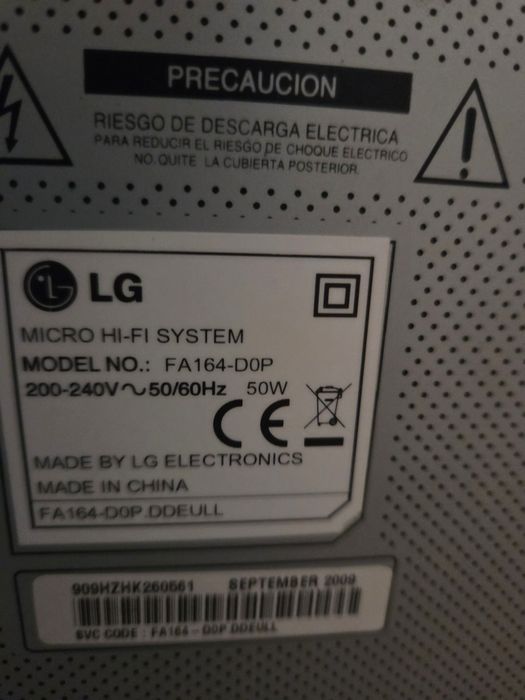 PRECAUCION
RIESGO DE DESCARGA ELECTRICA
PARA REDUCIR EL RIESGO DE CHOQUE ELECTRICO
NO QUITE LA CUBIERTA POSTERIOR.
LG
MICRO HI-FI SYSTEM
MODEL NO.: FA164-D0P
200-240V~50/60Hz 50W
CE
MADE BY LG ELECTRONICS
MADE IN CHINA
FA164-D0P.DDEULL
909HZHK260561 SEPTEMBER 2009
SVC CODE : FA164-D0P.DDEULL